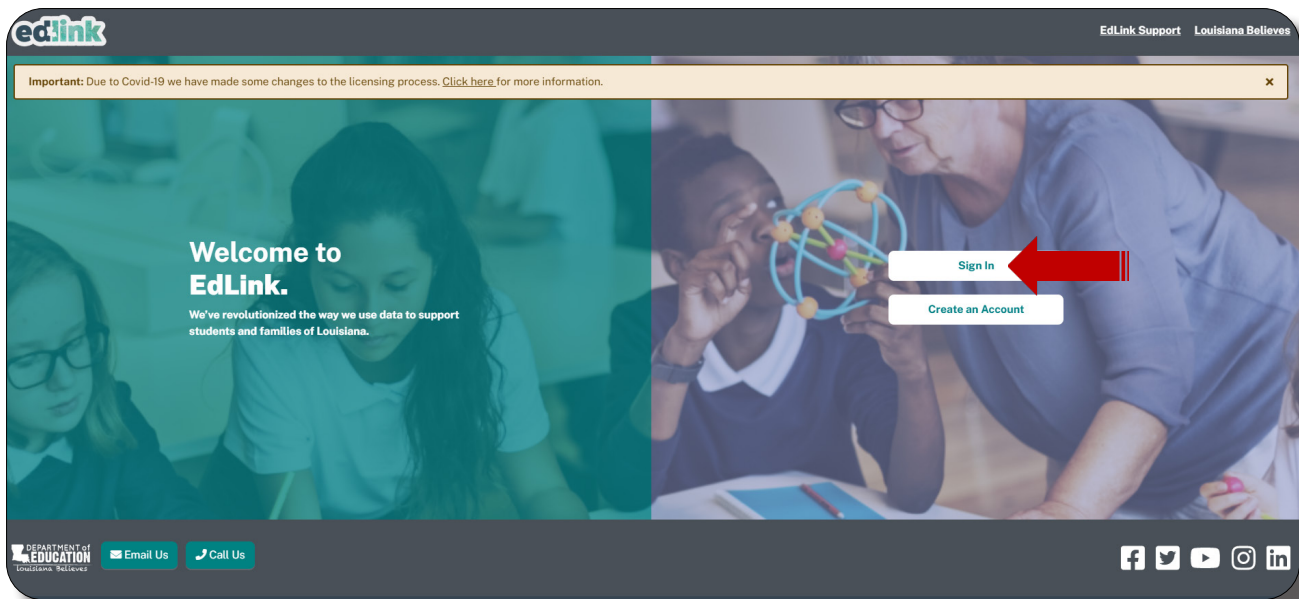 edlink
EdLink Support Louisiana Believes
Important: Due to Covid-19 we have made some changes to the licensing process. Click here for more information. ×
Welcome to
EdLink.
We've revolutionized the way we use data to support
students and families of Louisiana.
Sign In
Create an Account
DEPARTMENT of
EDUCATION
Louisiana Believes
Email Us
Call Us